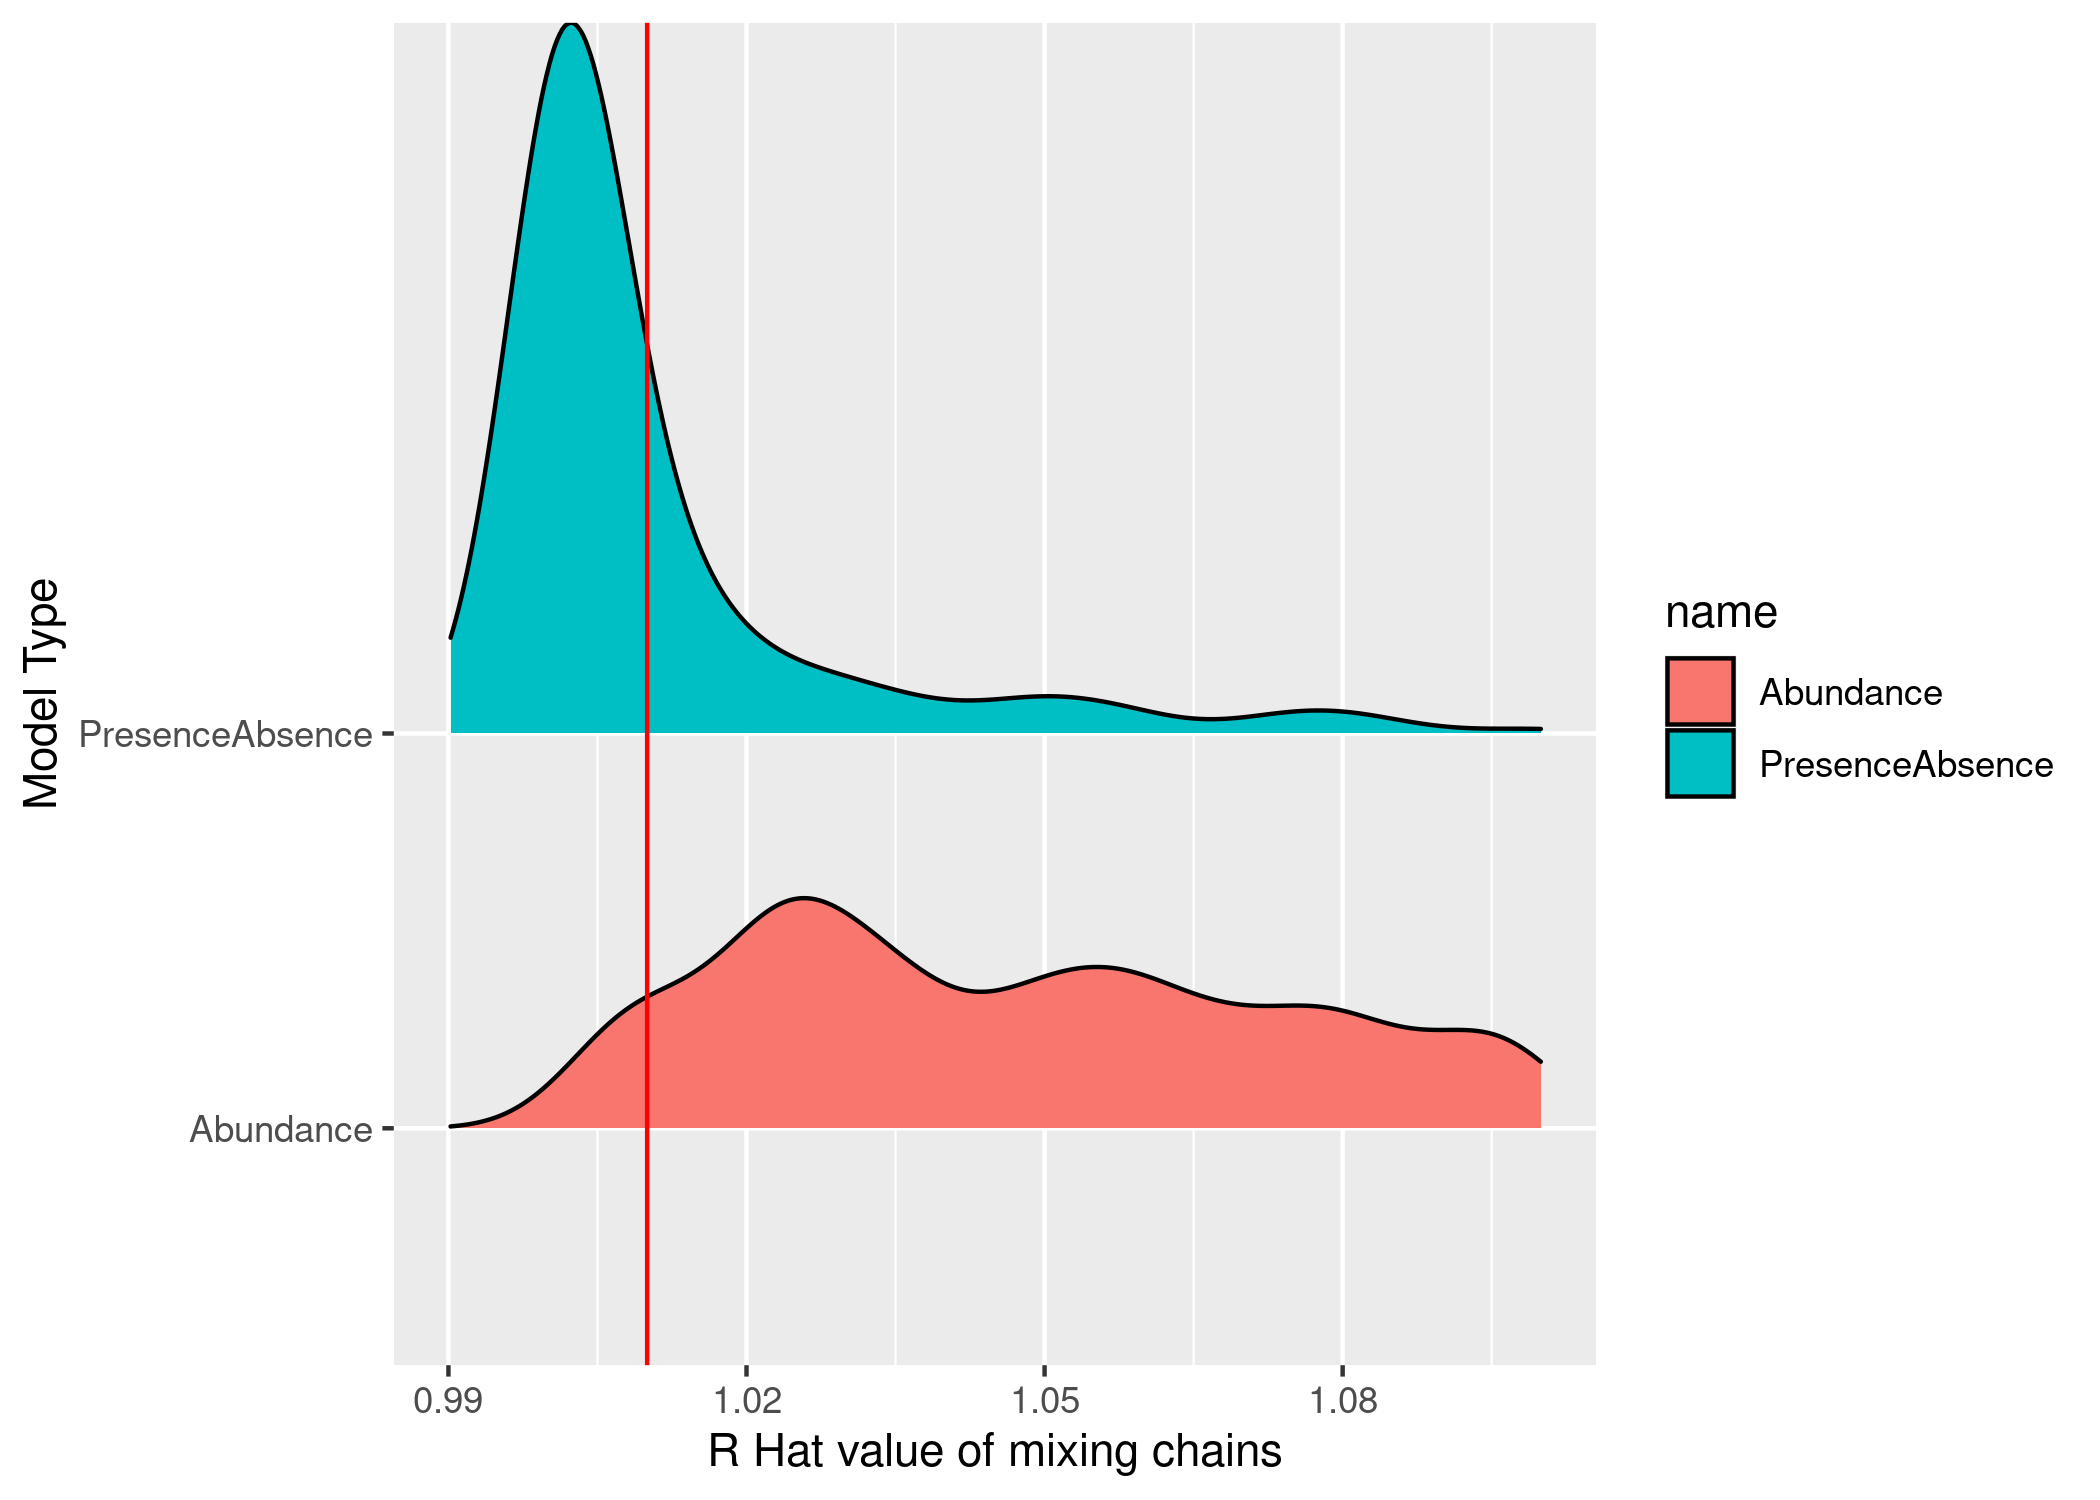 Model Type
PresenceAbsence
Abundance
0.99
1.02
1.05
1.08
R Hat value of mixing chains
name
Abundance
PresenceAbsence